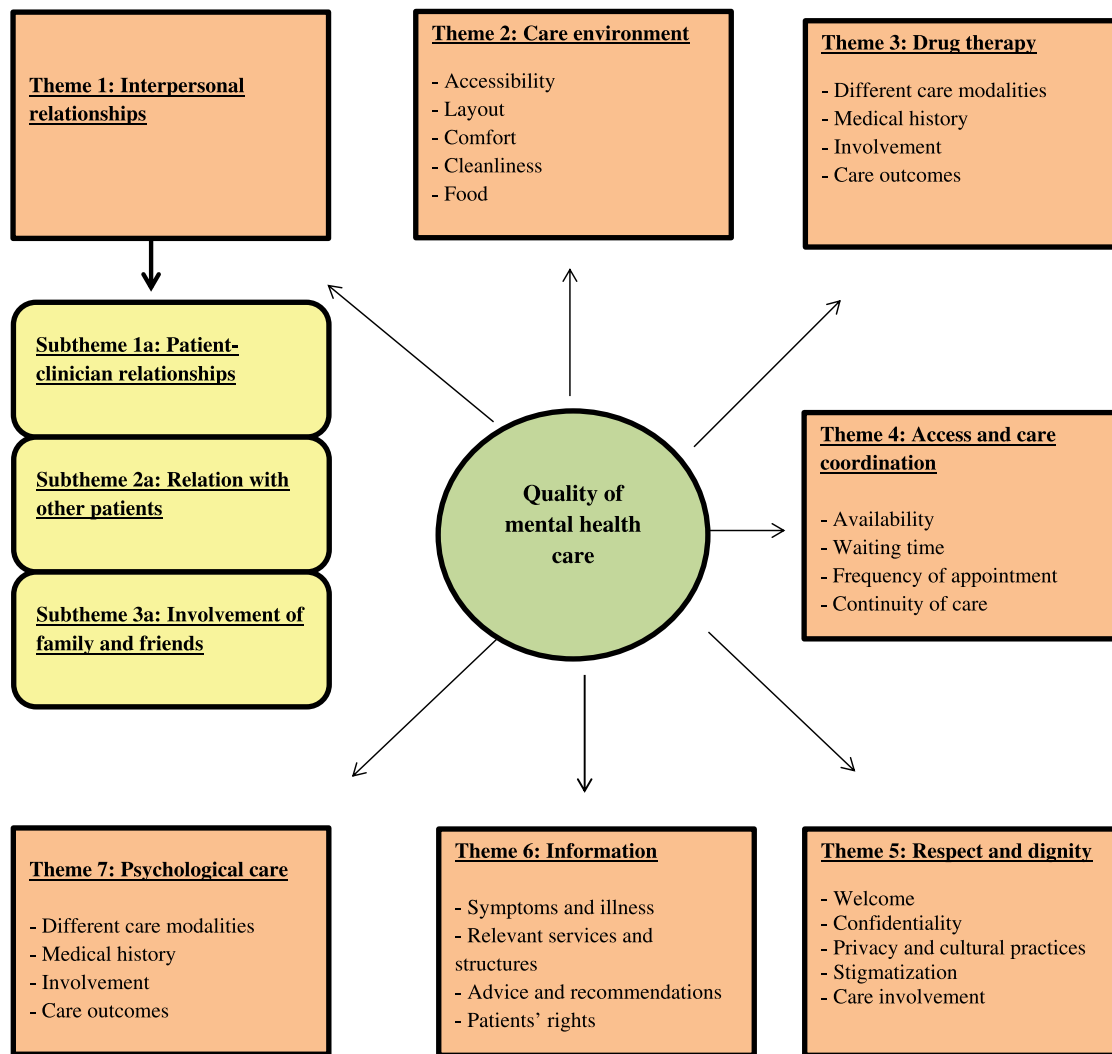 Theme 1: Interpersonal
relationships
Subtheme 1a: Patient-
clinician relationships
Subtheme 2a: Relation with
other patients
Subtheme 3a: Involvement of
family and friends
Theme 2: Care environment
- Accessibility
- Layout
- Comfort
- Cleanliness
- Food
Theme 3: Drug therapy
- Different care modalities
- Medical history
- Involvement
- Care outcomes
Quality of
mental health
care
Theme 4: Access and care
coordination
- Availability
- Waiting time
- Frequency of appointment
- Continuity of care
Theme 7: Psychological care
- Different care modalities
- Medical history
- Involvement
- Care outcomes
Theme 6: Information
- Symptoms and illness
- Relevant services and
structures
- Advice and recommendations
- Patients’ rights
Theme 5: Respect and dignity
- Welcome
- Confidentiality
- Privacy and cultural practices
- Stigmatization
- Care involvement